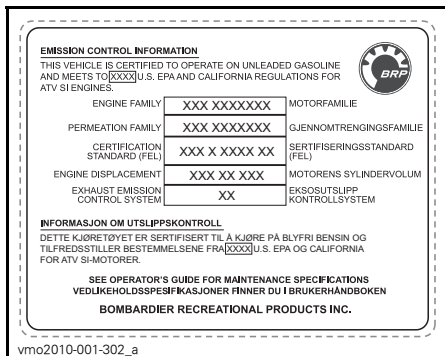 EMISSION CONTROL INFORMATION
THIS VEHICLE IS CERTIFIED TO OPERATE ON UNLEADED GASOLINE
AND MEETS TO XXXX U.S. EPA AND CALIFORNIA REGULATIONS FOR
ATV SI ENGINES.
BRP
ENGINE FAMILY XXX XXXXXXX MOTORFAMILIE
PERMEATION FAMILY XXX XXXXXXX GJENNOMTRENGINGSFAMILIE
CERTIFICATION
STANDARD (FEL) XXX X XXXX XX SERTIFISERINGSSTANDARD
(FEL)
ENGINE DISPLACEMENT XXX XX XXX MOTORENS SYLINDERVOLUM
EXHAUST EMISSION
CONTROL SYSTEM XX EKSOSUTSLIPP
KONTROLLSYSTEM
INFORMASJON OM UTSLIPPSKONTROLL
DETTE KJØRETØYET ER SERTIFISERT TIL Å KJØRE PÅ BLYFRI BENSIN OG
TILFREDSSTILLER BESTEMMELSENE FRA XXXX U.S. EPA OG CALIFORNIA
FOR ATV SI-MOTORER.
SEE OPERATOR'S GUIDE FOR MAINTENANCE SPECIFICATIONS
VEDLIKEHOLDSSPESIFIKASJONER FINNER DU I BRUKERHÅNDBOKEN
BOMBARDIER RECREATIONAL PRODUCTS INC.
vmo2010-001-302_a